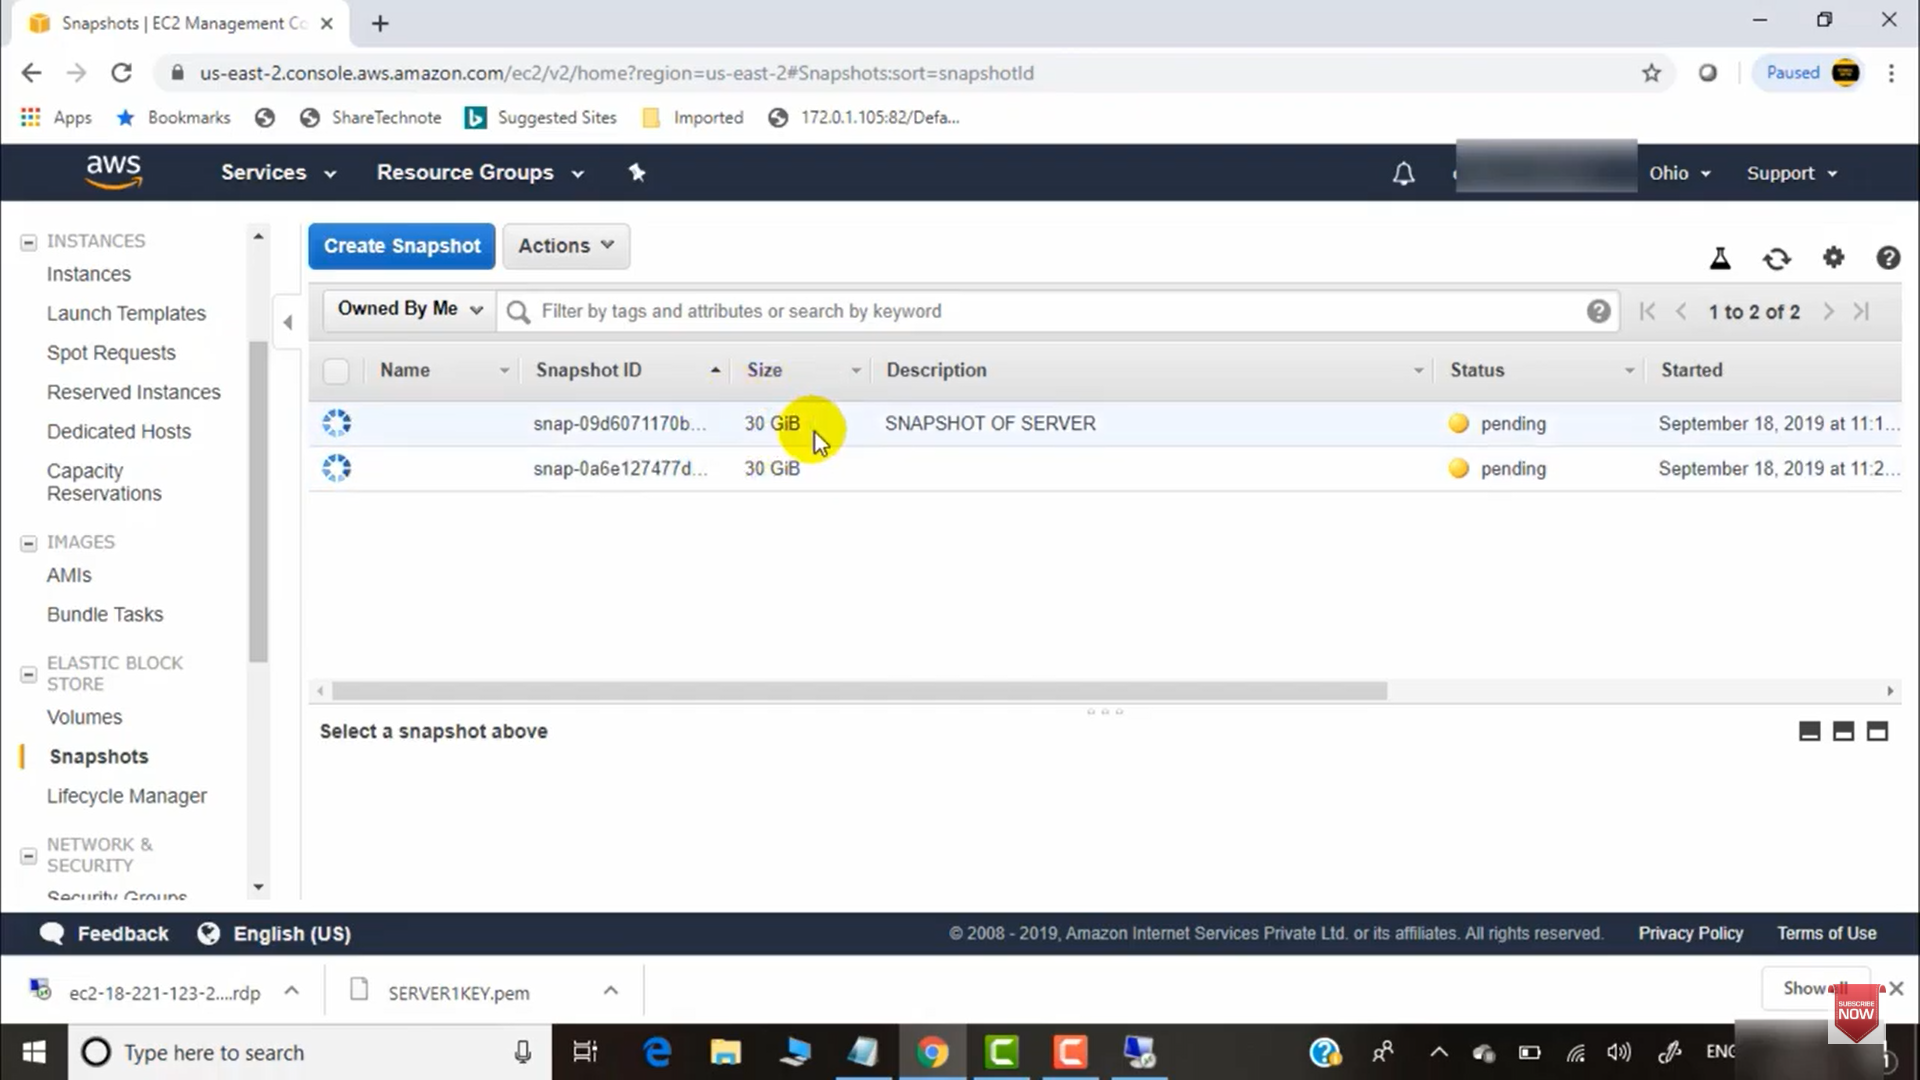 Snapshots | EC2 Management Co
us-east-2.console.aws.amazon.com/ec2/v2/home?region=us-east-2#Snapshots:sort=snapshotId
Paused
Apps Bookmarks ShareTechnote Suggested Sites Imported 172.0.1.105:82/Defa...
aws Services Resource Groups Ohio Support
INSTANCES
Instances
Launch Templates
Spot Requests
Reserved Instances
Dedicated Hosts
Capacity
Reservations
IMAGES
AMIs
Bundle Tasks
ELASTIC BLOCK
STORE
Volumes
Snapshots
Lifecycle Manager
NETWORK &
SECURITY
Security Groups
Create Snapshot Actions
Owned By Me Filter by tags and attributes or search by keyword 1 to 2 of 2
Name Snapshot ID Size Description Status Started
snap-09d6071170b... 30 GiB SNAPSHOT OF SERVER pending September 18, 2019 at 11:1...
snap-0a6e127477d... 30 GiB pending September 18, 2019 at 11:2...
Select a snapshot above
Feedback English (US) © 2008 - 2019, Amazon Internet Services Private Ltd. or its affiliates. All rights reserved. Privacy Policy Terms of Use
ec2-18-221-123-2....rdp SERVER1KEY.pem Show all
SUBSCRIBE
NOW
Type here to search ENG